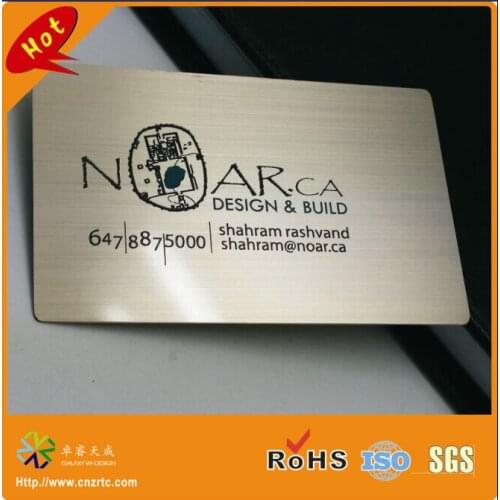 Hot
NOAR.CA
DESIGN & BUILD
647|887|5000
shahram rashvand
shahram@noar.ca
卓睿天成
GALAXY VI DESIGN
Http://www.cnzrtc.com
RoHS ISO SGS